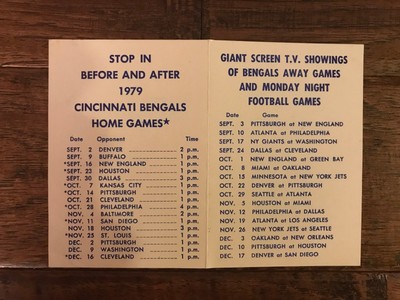 STOP IN
BEFORE AND AFTER
1979
CINCINNATI BENGALS
HOME GAMES★
Date Opponent Time
SEPT. 2 DENVER 2 p.m.
SEPT. 9 BUFFALO 1 p.m.
*SEPT. 16 NEW ENGLAND 1 p.m.
*SEPT. 23 HOUSTON 1 p.m.
SEPT. 30 DALLAS 3 p.m.
*OCT. 7 KANSAS CITY 1 p.m.
*OCT. 14 PITTSBURGH 1 p.m.
OCT. 21 CLEVELAND 1 p.m.
*OCT. 28 PHILADELPHIA 4 p.m.
NOV. 4 BALTIMORE 2 p.m.
*NOV. 11 SAN DIEGO 1 p.m.
NOV. 18 HOUSTON 3 p.m.
*NOV. 25 ST. LOUIS 1 p.m.
DEC. 2 PITTSBURGH 1 p.m.
DEC. 9 WASHINGTON 1 p.m.
*DEC. 16 CLEVELAND 1 p.m.
GIANT SCREEN T.V. SHOWINGS
OF BENGALS AWAY GAMES
AND MONDAY NIGHT
FOOTBALL GAMES
Date Game
SEPT. 3 PITTSBURGH at NEW ENGLAND
SEPT. 10 ATLANTA at PHILADELPHIA
SEPT. 17 NY GIANTS at WASHINGTON
SEPT. 24 DALLAS at CLEVELAND
OCT. 1 NEW ENGLAND at GREEN BAY
OCT. 8 MIAMI at OAKLAND
OCT. 15 MINNESOTA at NEW YORK JETS
OCT. 22 DENVER at PITTSBURGH
OCT. 29 SEATTLE at ATLANTA
NOV. 5 HOUSTON at MIAMI
NOV. 12 PHILADELPHIA at DALLAS
NOV. 19 ATLANTA at LOS ANGELES
NOV. 26 NEW YORK JETS at SEATTLE
DEC. 3 OAKLAND at NEW ORLEANS
DEC. 10 PITTSBURGH at HOUSTON
DEC. 17 DENVER at SAN DIEGO